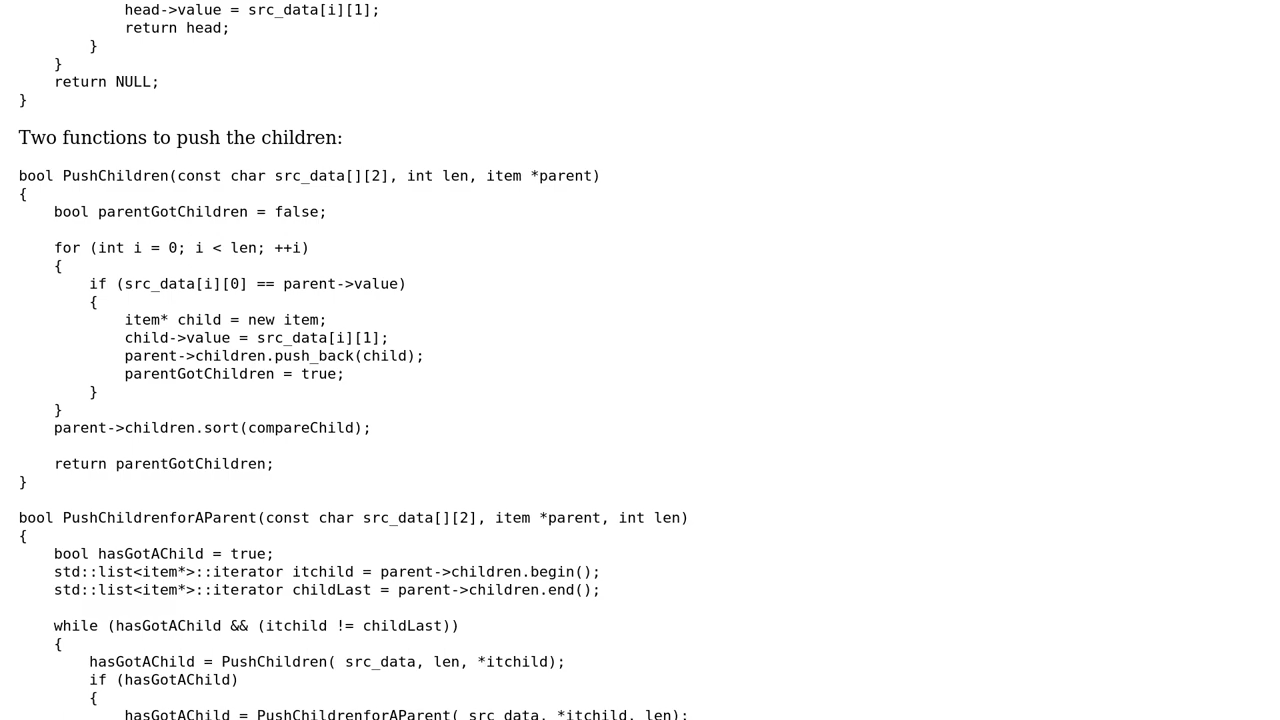 head->value = src_data[i][1];
            return head;
        }
    }
    return NULL;
}
Two functions to push the children:
bool PushChildren(const char src_data[][2], int len, item *parent)
{
    bool parentGotChildren = false;

    for (int i = 0; i < len; ++i)
    {
        if (src_data[i][0] == parent->value)
        {
            item* child = new item;
            child->value = src_data[i][1];
            parent->children.push_back(child);
            parentGotChildren = true;
        }
    }
    parent->children.sort(compareChild);

    return parentGotChildren;
}

bool PushChildrenforAParent(const char src_data[][2], item *parent, int len)
{
    bool hasGotAChild = true;
    std::list<item*>::iterator itchild = parent->children.begin();
    std::list<item*>::iterator childLast = parent->children.end();

    while (hasGotAChild && (itchild != childLast))
    {
        hasGotAChild = PushChildren( src_data, len, *itchild);
        if (hasGotAChild)
        {
            hasGotAChild = PushChildrenforAParent( src_data, *itchild, len);